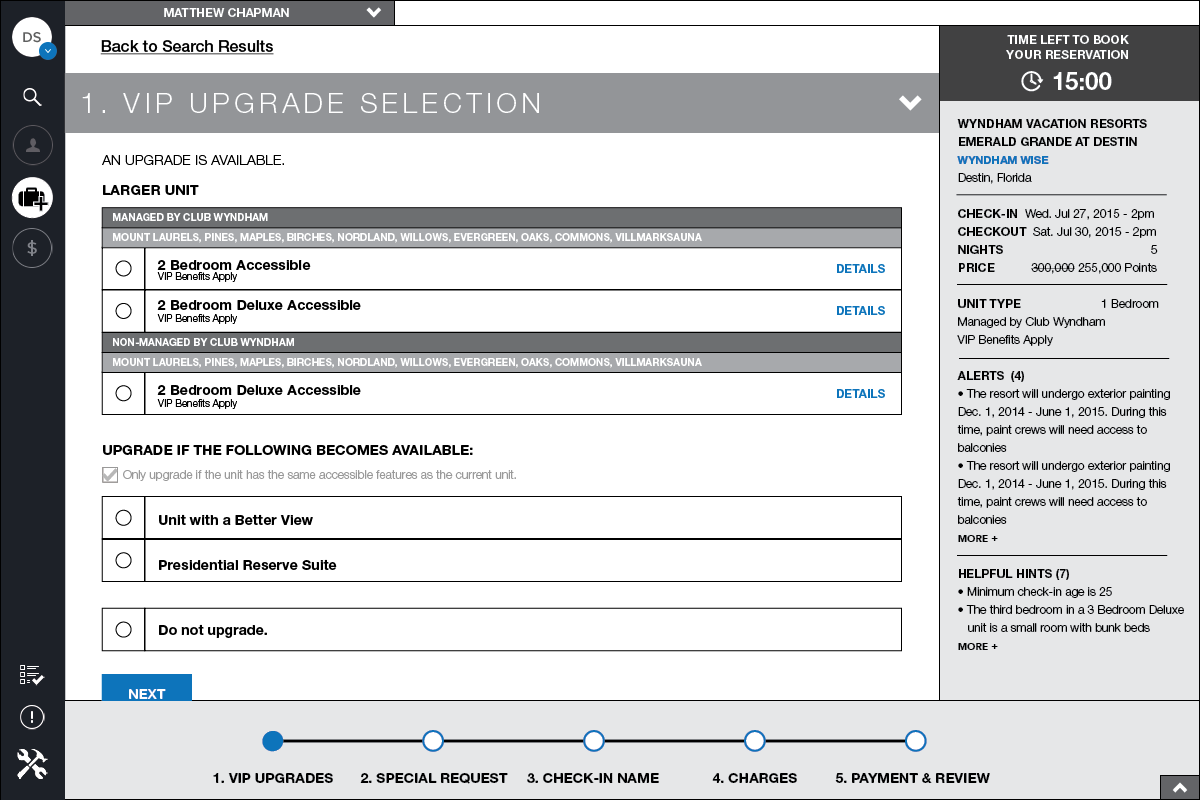 MATTHEW CHAPMAN
DS
Back to Search Results
1. VIP UPGRADE SELECTION
AN UPGRADE IS AVAILABLE.
LARGER UNIT
MANAGED BY CLUB WYNDHAM
MOUNT LAURELS, PINES, MAPLES, BIRCHES, NORDLAND, WILLOWS, EVERGREEN, OAKS, COMMONS, VILLMARKSAUNA
2 Bedroom Accessible
VIP Benefits Apply
DETAILS
2 Bedroom Deluxe Accessible
VIP Benefits Apply
DETAILS
NON-MANAGED BY CLUB WYNDHAM
MOUNT LAURELS, PINES, MAPLES, BIRCHES, NORDLAND, WILLOWS, EVERGREEN, OAKS, COMMONS, VILLMARKSAUNA
2 Bedroom Deluxe Accessible
VIP Benefits Apply
DETAILS
UPGRADE IF THE FOLLOWING BECOMES AVAILABLE:
Only upgrade if the unit has the same accessible features as the current unit.
Unit with a Better View
Presidential Reserve Suite
Do not upgrade.
NEXT
TIME LEFT TO BOOK
YOUR RESERVATION
15:00
WYNDHAM VACATION RESORTS
EMERALD GRANDE AT DESTIN
WYNDHAM WISE
Destin, Florida
CHECK-IN Wed. Jul 27, 2015 - 2pm
CHECKOUT Sat. Jul 30, 2015 - 2pm
NIGHTS 5
PRICE 300,000 255,000 Points
UNIT TYPE 1 Bedroom
Managed by Club Wyndham
VIP Benefits Apply
ALERTS (4)
• The resort will undergo exterior painting
Dec. 1, 2014 - June 1, 2015. During this
time, paint crews will need access to
balconies
• The resort will undergo exterior painting
Dec. 1, 2014 - June 1, 2015. During this
time, paint crews will need access to
balconies
MORE +
HELPFUL HINTS (7)
• Minimum check-in age is 25
• The third bedroom in a 3 Bedroom Deluxe
unit is a small room with bunk beds
MORE +
$
1. VIP UPGRADES
2. SPECIAL REQUEST
3. CHECK-IN NAME
4. CHARGES
5. PAYMENT & REVIEW